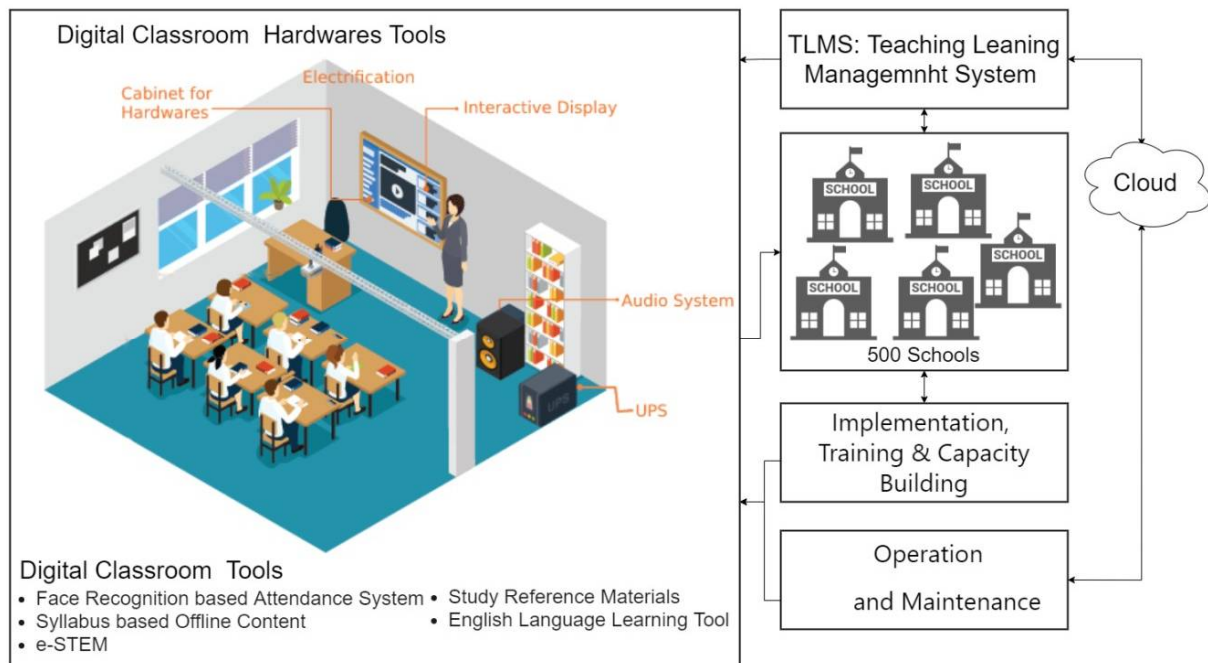 Digital Classroom Hardwares Tools
Electrification
Cabinet for
Hardwares
Interactive Display
Audio System
UPS
UPS
Digital Classroom Tools
• Face Recognition based Attendance System
• Syllabus based Offline Content
• e-STEM
• Study Reference Materials
• English Language Learning Tool
TLMS: Teaching Leaning
Managemnht System
SCHOOL
SCHOOL
SCHOOL
SCHOOL
SCHOOL
500 Schools
Cloud
Implementation,
Training & Capacity
Building
Operation
and Maintenance